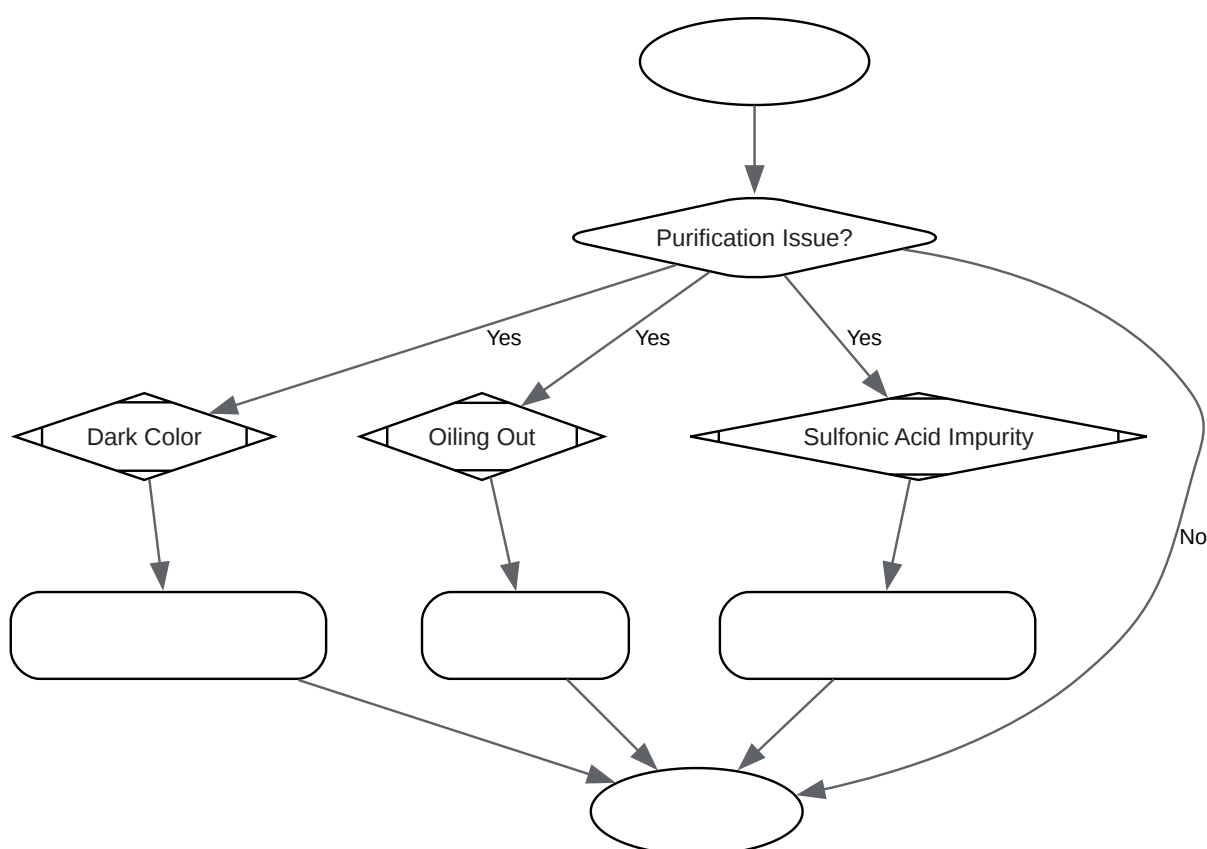 Purification Issue?
Yes
Yes
Yes
Dark Color
Oiling Out
Sulfonic Acid Impurity
No